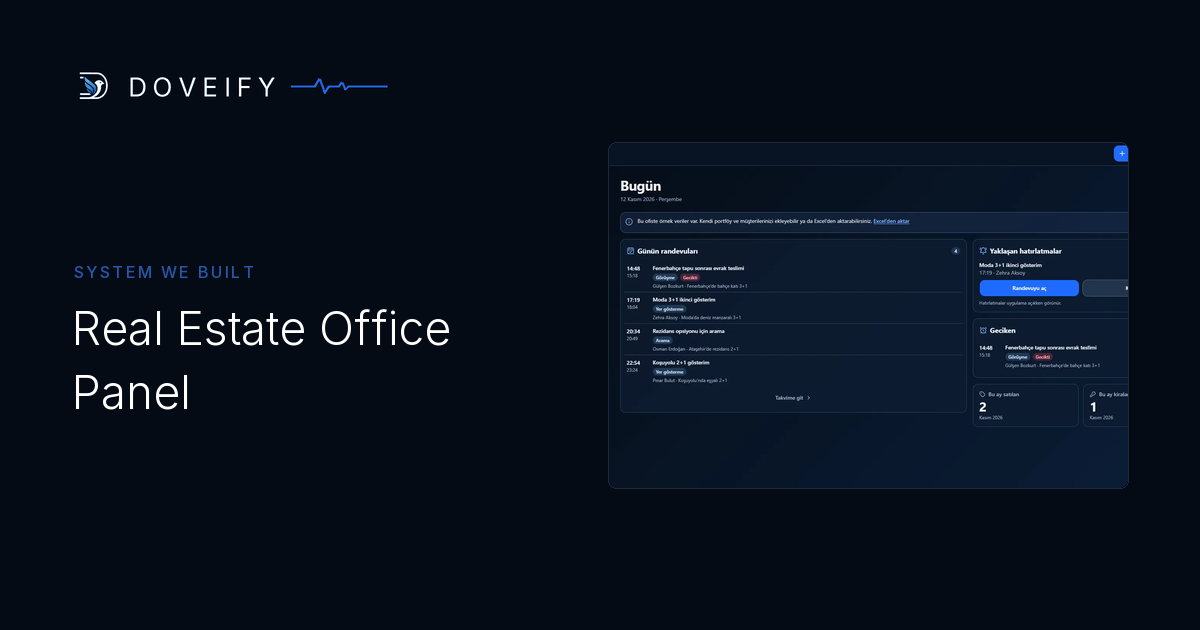 DOVEIFY
SYSTEM WE BUILT
Real Estate Office
Panel
+
Bugün
12 Kasım 2026 · Perşembe
Bu ofiste örnek veriler var. Kendi portföy ve müşterilerinizi ekleyebilir ya da Excel'den aktarabilirsiniz. Excel'den aktar
Günün randevuları 4
14:48 Fenerbahçe tapu sonrası evrak teslimi
15:18 Görüşme Gecikti
Gülşen Bozkurt · Fenerbahçe'de bahçe katı 3+1
17:19 Moda 3+1 ikinci gösterim
18:04 Yer gösterme
Zehra Aksoy · Moda'da deniz manzaralı 3+1
20:34 Rezidans opsiyonu için arama
20:49 Arama
Osman Erdoğan · Ataşehir'de rezidans 2+1
22:54 Koşuyolu 2+1 gösterim
23:24 Yer gösterme
Pınar Bulut · Koşuyolu'nda eşyalı 2+1
Takvime git
Yaklaşan hatırlatmalar
Moda 3+1 ikinci gösterim
17:19 · Zehra Aksoy
Randevuyu aç
Hatırlatmalar uygulama açıkken görünür.
Geciken
14:48 Fenerbahçe tapu sonrası evrak teslimi
15:18 Görüşme Gecikti
Gülşen Bozkurt · Fenerbahçe'de bahçe katı 3+1
Bu ay satılan
2
Kasım 2026
Bu ay kirala
1
Kasım 2026